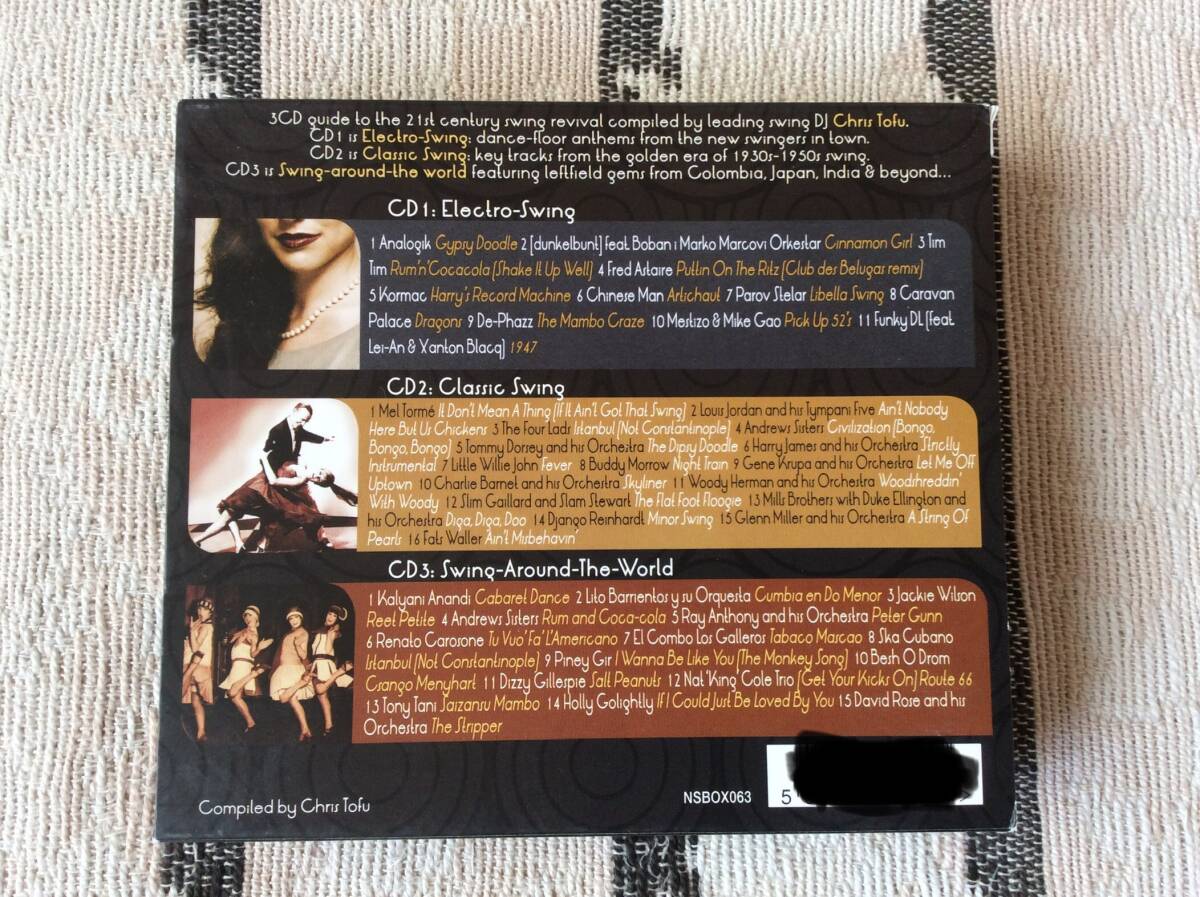 3CD guide to the 21st century swing revival compiled by leading swing DJ Chris Tofu.
CD1 is Electro-Swing: dance-floor anthems from the new swingers in town.
CD2 is Classic Swing: key tracks from the golden era of 1930s-1950s swing.
CD3 is Swing-around-the world featuring leftfield gems from Colombia, Japan, India & beyond...
CD1: Electro-Swing
1 Analogik Gypsy Doodle 2 [dunkelbunt] feat Boban i Marko Marcovi Orkestar Cinnamon Girl 3 Tim
Tim Rum'n'Cocacola (Shake It Up Well) 4 Fred Astaire Puttin On The Ritz (Club des Belugas remix)
5 Kormac Harry's Record Machine 6 Chinese Man Artichaut 7 Parov Stelar Libella Swing 8 Caravan
Palace Dragons 9 De-Phazz The Mambo Craze 10 Mestizo & Mike Gao Pick Up 52's 11 Funky DL (feat.
Lei-An & Xanton Blacq) 1947
CD2: Classic Swing
1 Mel Tormé It Don't Mean A Thing (If It Ain't Got That Swing) 2 Louis Jordan and his Tympani Five Ain't Nobody
Here But Us Chickens 3 The Four Lads Istanbul (Not Constantinople) 4 Andrews Sisters Civilization (Bongo,
Bongo, Bongo) 5 Tommy Dorsey and his Orchestra The Dipsy Doodle 6 Harry James and his Orchestra Strictly
Instrumental 7 Little Willie John Fever 8 Buddy Morrow Night Train 9 Gene Krupa and his Orchestra Let Me Off
Uptown 10 Charlie Barnet and his Orchestra Skyliner 11 Woody Herman and his Orchestra Woodshreddin'
With Woody 12 Slim Gaillard and Slam Stewart The Flat Foot Floogie 13 Mills Brothers with Duke Ellington and
his Orchestra Diga, Diga, Doo 14 Django Reinhardt Minor Swing 15 Glenn Miller and his Orchestra A String Of
Pearls 16 Fats Waller Ain't Misbehavin'
CD3: Swing-Around-The-World
1 Kalyani Anandi Cabaret Dance 2 Lito Barrientos y su Orquesta Cumbia en Do Menor 3 Jackie Wilson
Reet Petite 4 Andrews Sisters Rum and Coca-cola 5 Ray Anthony and his Orchestra Peter Gunn
6 Renato Carosone Tu Vuo' Fa' L'Americano 7 El Combo Los Galleros Tabaco Mascao 8 Ska Cubano
Istanbul (Not Constantinople) 9 Piney Gir I Wanna Be Like You (The Monkey Song) 10 Besh O Drom
Csango Menyhart 11 Dizzy Gillespie Salt Peanuts 12 Nat 'King' Cole Trio (Get Your Kicks On) Route 66
13 Tony Tani Saizansu Mambo 14 Holly Golightly If I Could Just Be Loved By You 15 David Rose and his
Orchestra The Stripper
NSBOX063
5
Compiled by Chris Tofu